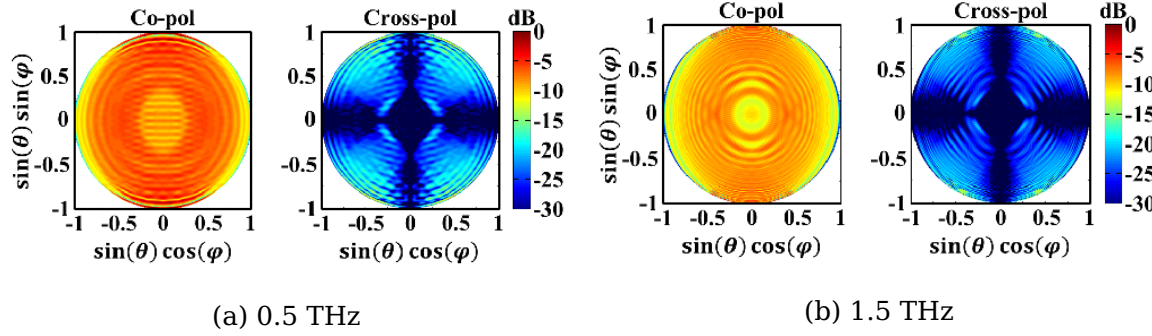 Co-pol Cross-pol dB
1 0.5 0 -0.5 -1
sin(θ) sin(φ)
0 -5 -10 -15 -20 -25 -30
-1 -0.5 0 0.5 1 -1 -0.5 0 0.5 1
sin(θ) cos(φ) sin(θ) cos(φ)
(a) 0.5 THz
Co-pol Cross-pol dB
1 0.5 0 -0.5 -1
sin(θ) sin(φ)
0 -5 -10 -15 -20 -25 -30
-1 -0.5 0 0.5 1 -1 -0.5 0 0.5 1
sin(θ) cos(φ) sin(θ) cos(φ)
(b) 1.5 THz